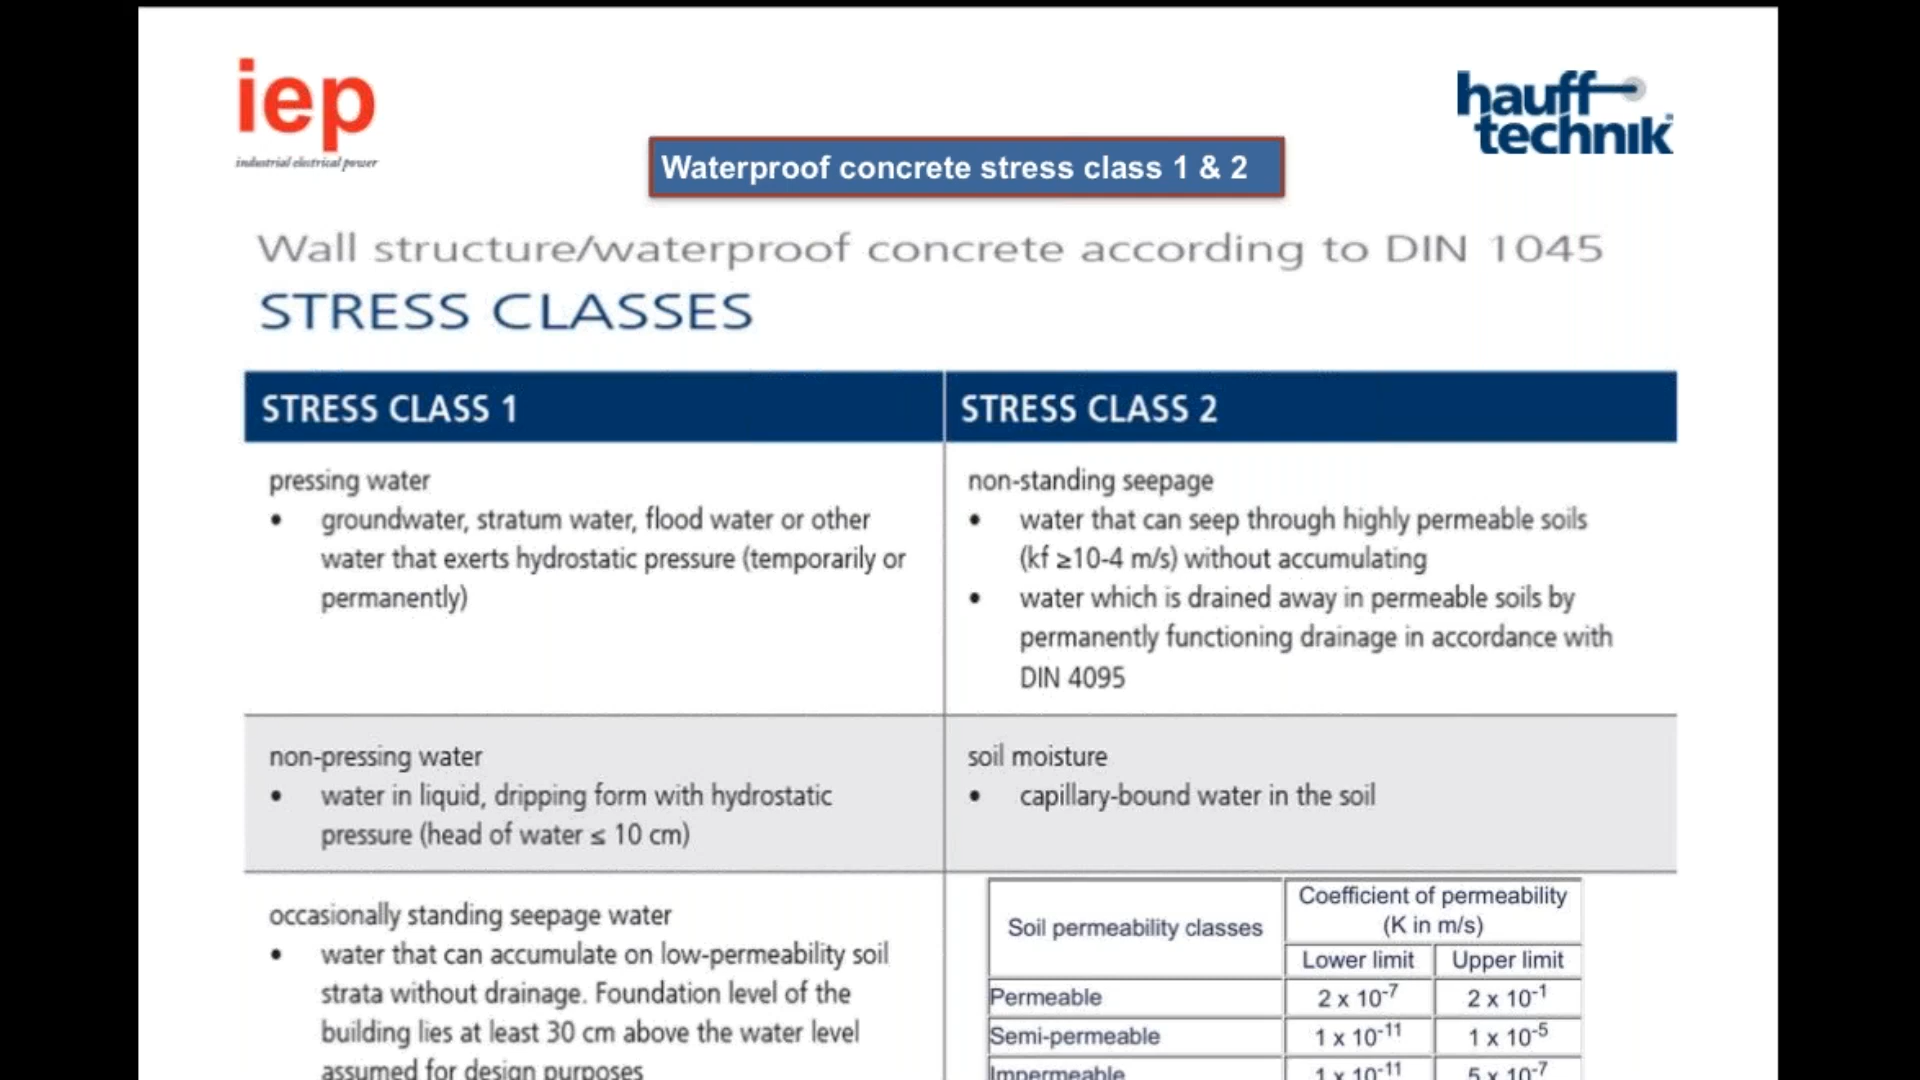 iep
industrial electrical power
hauff
technik
Waterproof concrete stress class 1 & 2
Wall structure/waterproof concrete according to DIN 1045
STRESS CLASSES
STRESS CLASS 1
pressing water
• groundwater, stratum water, flood water or other
water that exerts hydrostatic pressure (temporarily or
permanently)
non-pressing water
• water in liquid, dripping form with hydrostatic
pressure (head of water ≤ 10 cm)
occasionally standing seepage water
• water that can accumulate on low-permeability soil
strata without drainage. Foundation level of the
building lies at least 30 cm above the water level
assumed for design purposes
STRESS CLASS 2
non-standing seepage
• water that can seep through highly permeable soils
(kf ≥10-4 m/s) without accumulating
• water which is drained away in permeable soils by
permanently functioning drainage in accordance with
DIN 4095
soil moisture
• capillary-bound water in the soil
Soil permeability classes
Coefficient of permeability
(K in m/s)
Lower limit Upper limit
Permeable 2 x 10⁻⁷ 2 x 10⁻¹
Semi-permeable 1 x 10⁻¹¹ 1 x 10⁻⁵
Impermeable 1 x 10⁻¹¹ 5 x 10⁻⁷